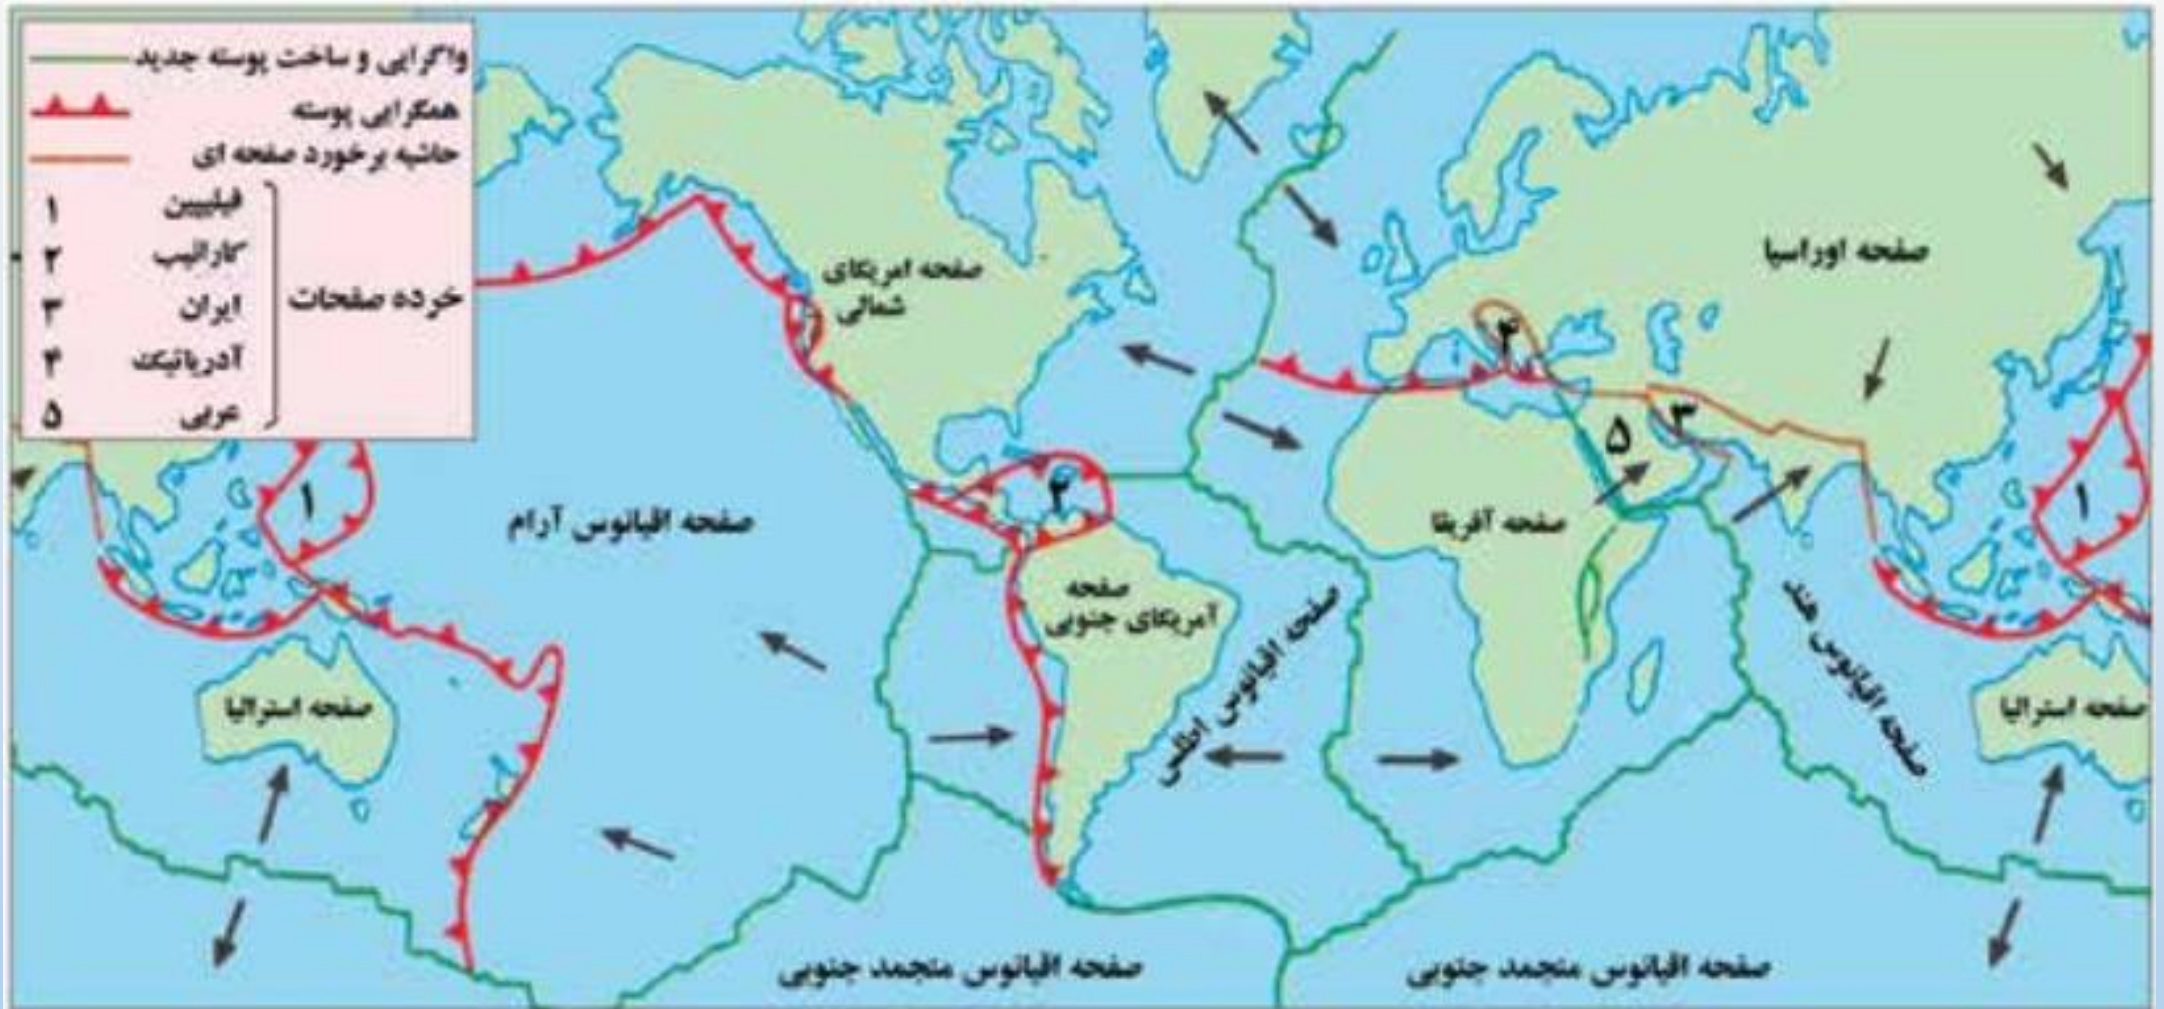 واگرایی و ساخت پوسته جدید
همگرایی پوسته
حاشیه برخورد صفحه ای
خرده صفحات
فیلیپین ۱
کارائیب ۲
ایران ۳
آدریاتیک ۴
عربی ۵
صفحه امریکای
شمالی
صفحه اوراسیا
۴
۳
۵
۱
۲
۱
صفحه اقیانوس آرام
صفحه آفریقا
صفحه
آمریکای جنوبی
صفحه اقیانوس اطلس
صفحه اقیانوس هند
صفحه استرالیا
صفحه استرالیا
صفحه اقیانوس منجمد جنوبی
صفحه اقیانوس منجمد جنوبی